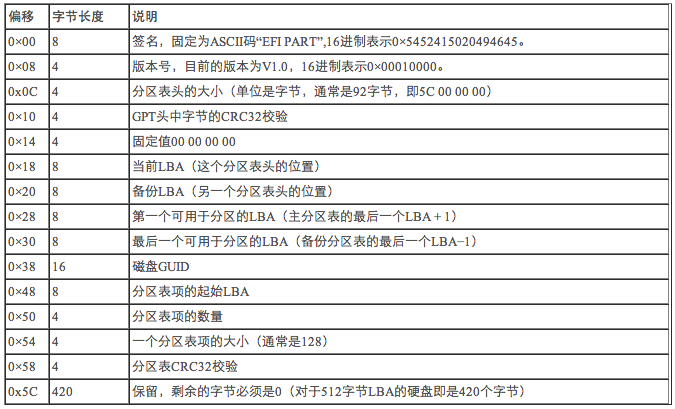 偏移 字节长度 说明
0×00 8 签名，固定为ASCII码“EFI PART”,16进制表示0×5452415020494645。
0×08 4 版本号，目前的版本为V1.0，16进制表示0×00010000。
0x0C 4 分区表头的大小（单位是字节，通常是92字节，即5C 00 00 00）
0×10 4 GPT头中字节的CRC32校验
0×14 4 固定值00 00 00 00
0×18 8 当前LBA（这个分区表头的位置）
0×20 8 备份LBA（另一个分区表头的位置）
0×28 8 第一个可用于分区的LBA（主分区表的最后一个LBA + 1）
0×30 8 最后一个可用于分区的LBA（备份分区表的最后一个LBA−1）
0×38 16 磁盘GUID
0×48 8 分区表项的起始LBA
0×50 4 分区表项的数量
0×54 4 一个分区表项的大小（通常是128）
0×58 4 分区表CRC32校验
0x5C 420 保留，剩余的字节必须是0（对于512字节LBA的硬盘即是420个字节）